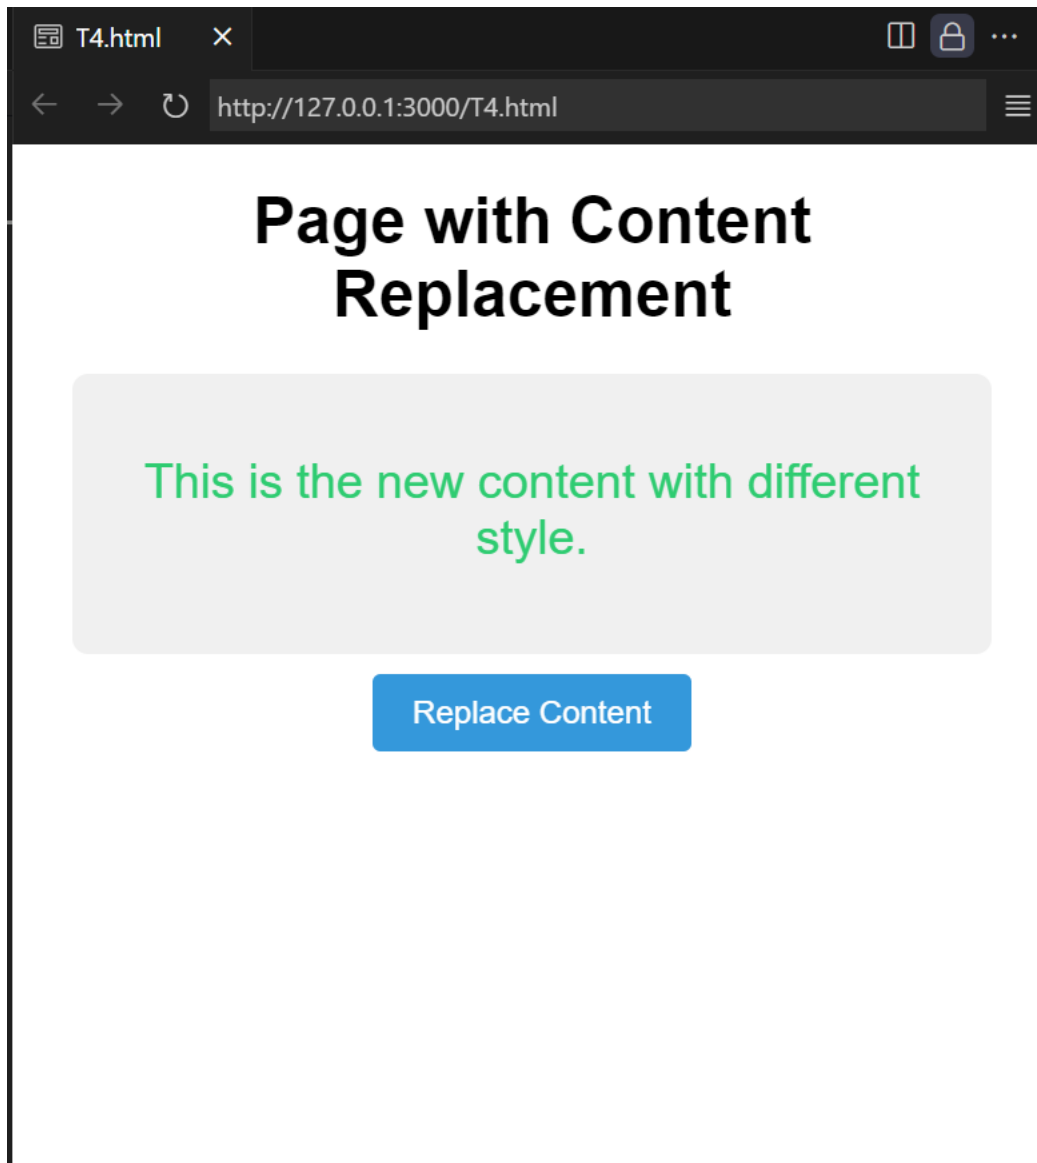 T4.html
http://127.0.0.1:3000/T4.html
Page with Content
Replacement
This is the new content with different
style.
Replace Content